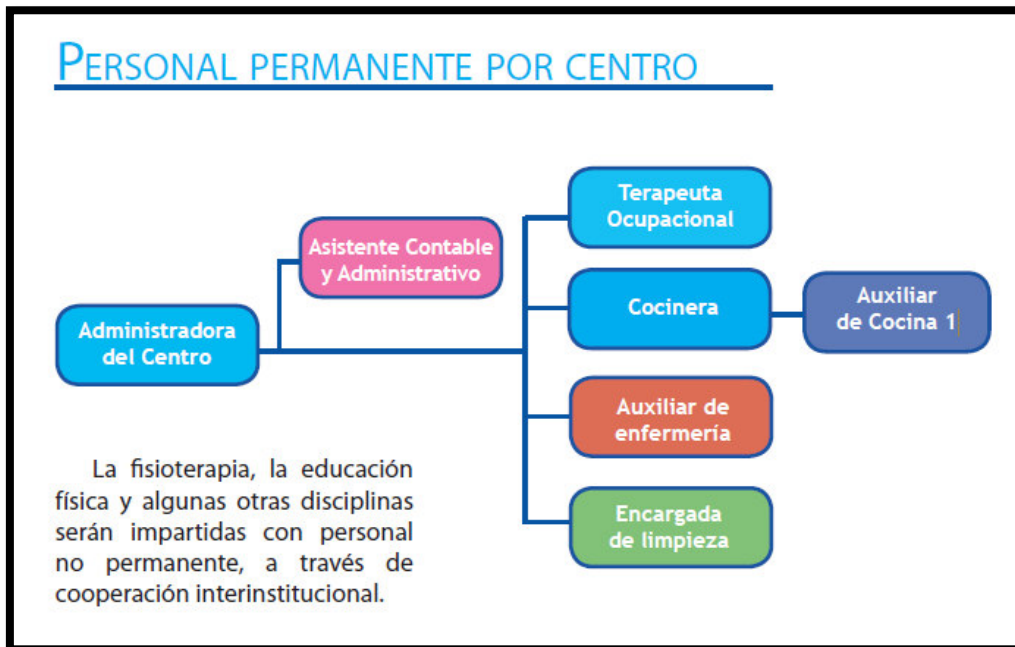 PERSONAL PERMANENTE POR CENTRO
Terapeuta
Ocupacional
Asistente Contable
y Administrativo
Cocinera
Auxiliar
de Cocina 1
Administradora
del Centro
Auxiliar de
enfermería
La fisioterapia, la educación
física y algunas otras disciplinas
serán impartidas con personal
no permanente, a través de
cooperación interinstitucional.
Encargada
de limpieza